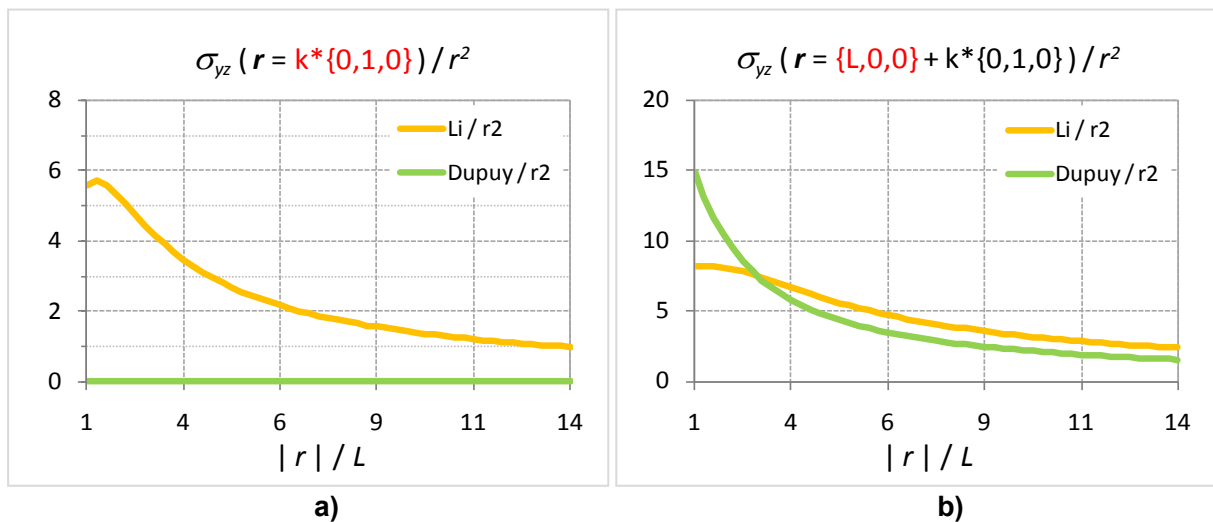 σyz ( r = k*{0,1,0}) / r²
8
6
4
2
0
Li / r2
Dupuy / r2
1 4 6 9 11 14
| r | / L
a)
σyz ( r = {L,0,0} + k*{0,1,0}) / r²
20
15
10
5
0
Li / r2
Dupuy / r2
1 4 6 9 11 14
| r | / L
b)